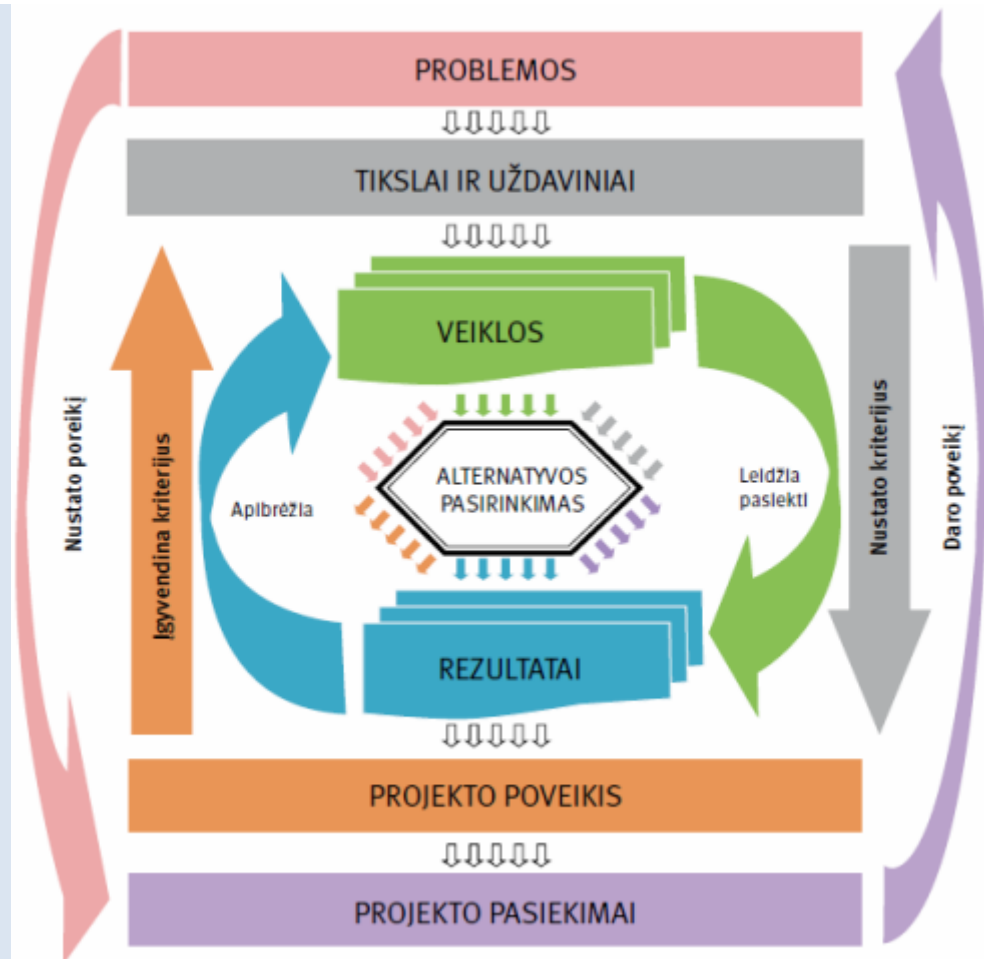 PROBLEMOS
TIKSLAI IR UŽDAVINIAI
VEIKLOS
Nustato poreikį
Įgyvendina kriterijus
Apibrėžia
ALTERNATYVOS
PASIRINKIMAS
Leidžia
pasiekti
Nustato kriterijus
Daro poveikį
REZULTATAI
PROJEKTO POVEIKIS
PROJEKTO PASIEKIMAI